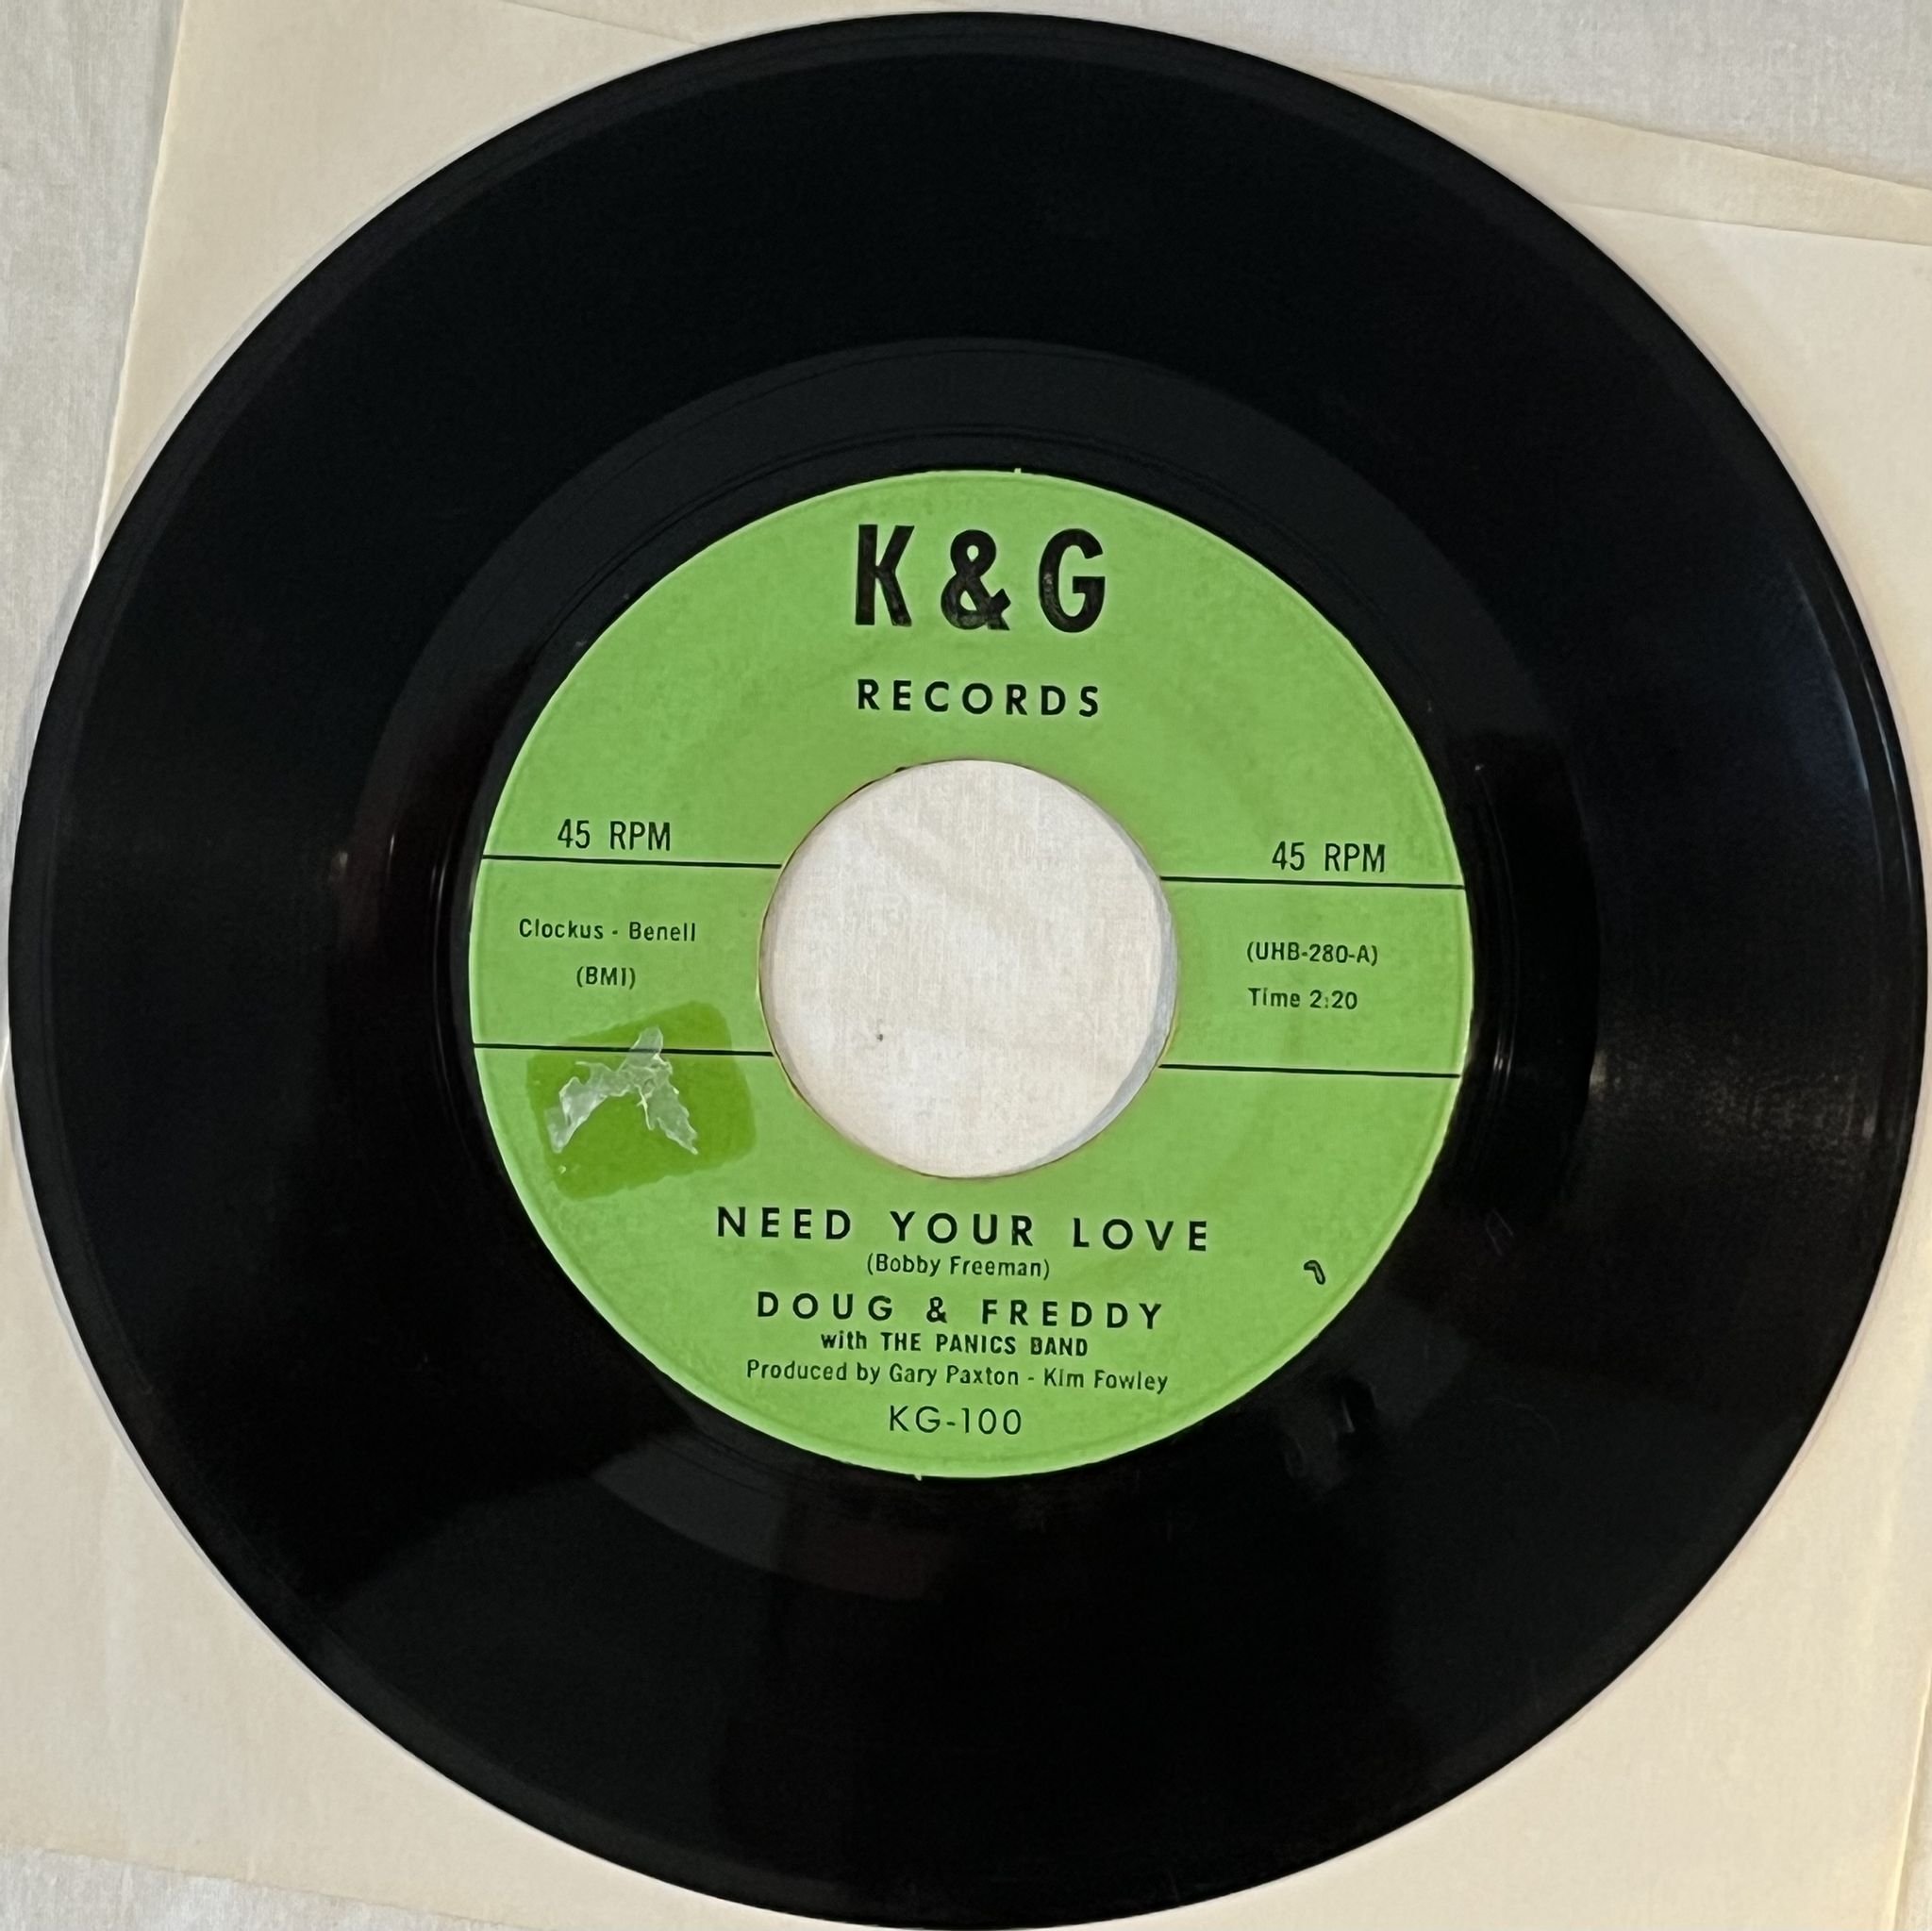 K & G
RECORDS
45 RPM
45 RPM
Clockus - Benell
(BMI)
(UHB-280-A)
Time 2:20
NEED YOUR LOVE
(Bobby Freeman)
DOUG & FREDDY
with THE PANICS BAND
Produced by Gary Paxton - Kim Fowley
KG-100